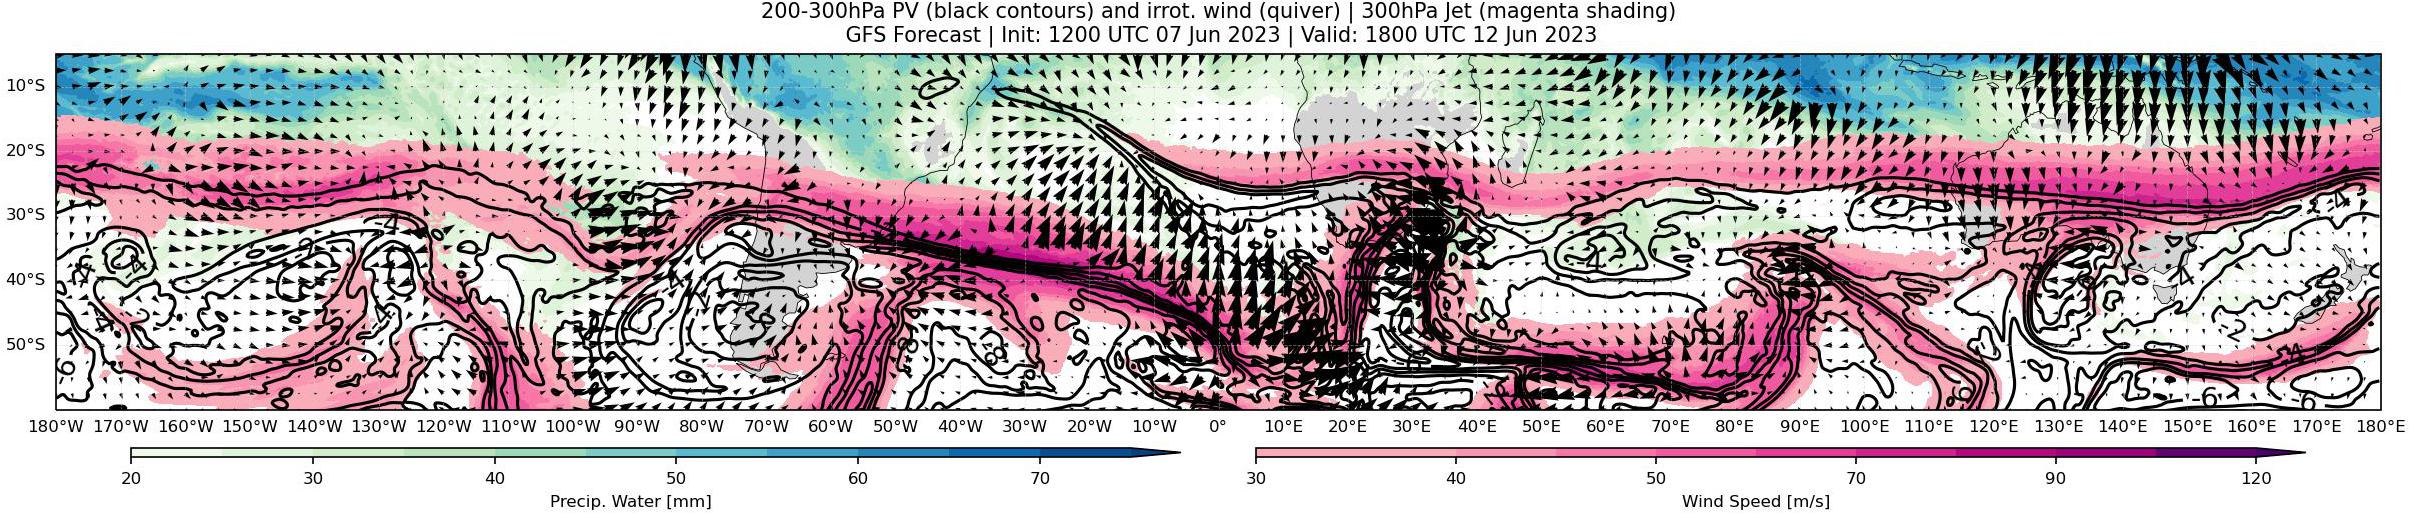 200-300hPa PV (black contours) and irrot. wind (quiver) | 300hPa Jet (magenta shading)
GFS Forecast | Init: 1200 UTC 07 Jun 2023 | Valid: 1800 UTC 12 Jun 2023
10°S
20°S
30°S
40°S
50°S
180°W 170°W 160°W 150°W 140°W 130°W 120°W 110°W 100°W 90°W 80°W 70°W 60°W 50°W 40°W 30°W 20°W 10°W 0° 10°E 20°E 30°E 40°E 50°E 60°E 70°E 80°E 90°E 100°E 110°E 120°E 130°E 140°E 150°E 160°E 170°E 180°E
20 30 40 50 60 70
Precip. Water [mm]
30 40 50 70 90 120
Wind Speed [m/s]